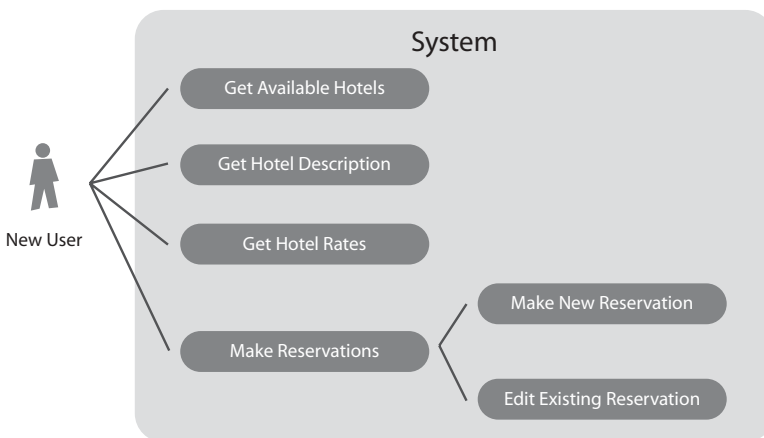 System
Get Available Hotels
Get Hotel Description
New User
Get Hotel Rates
Make New Reservation
Make Reservations
Edit Existing Reservation